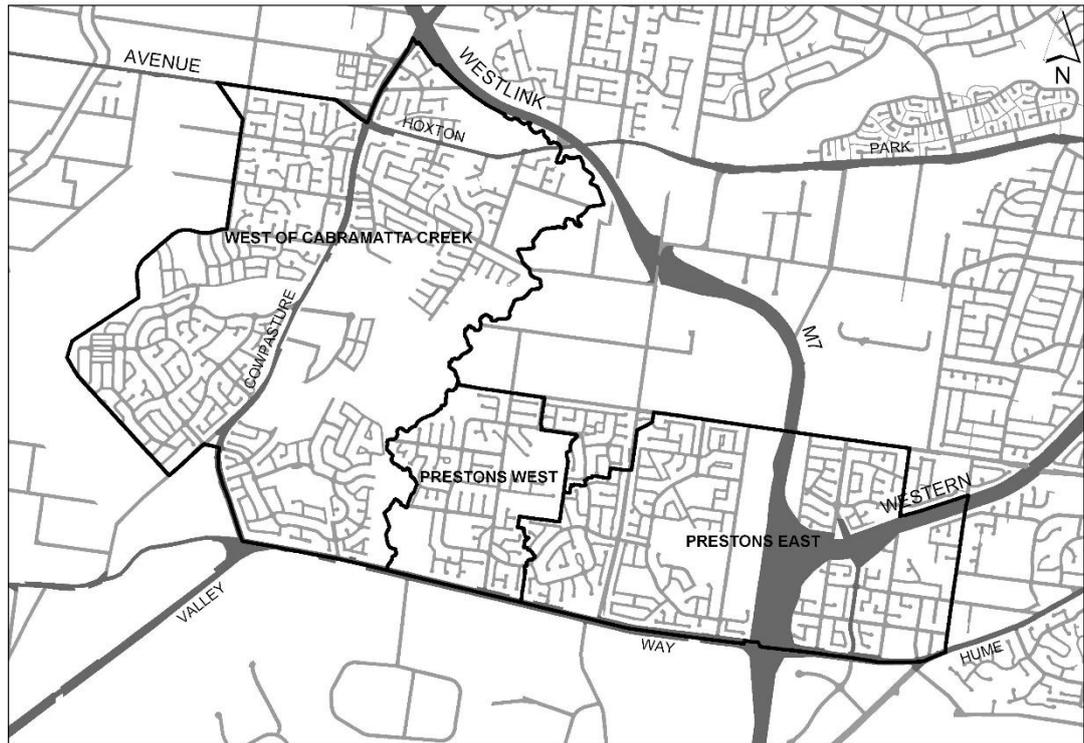 AVENUE
WESTLINK
N
HOXTON
PARK
WEST OF CABRAMATTA CREEK
COWPASTURE
M7
PRESTONS WEST
WESTERN
PRESTONS EAST
VALLEY
WAY
HUME